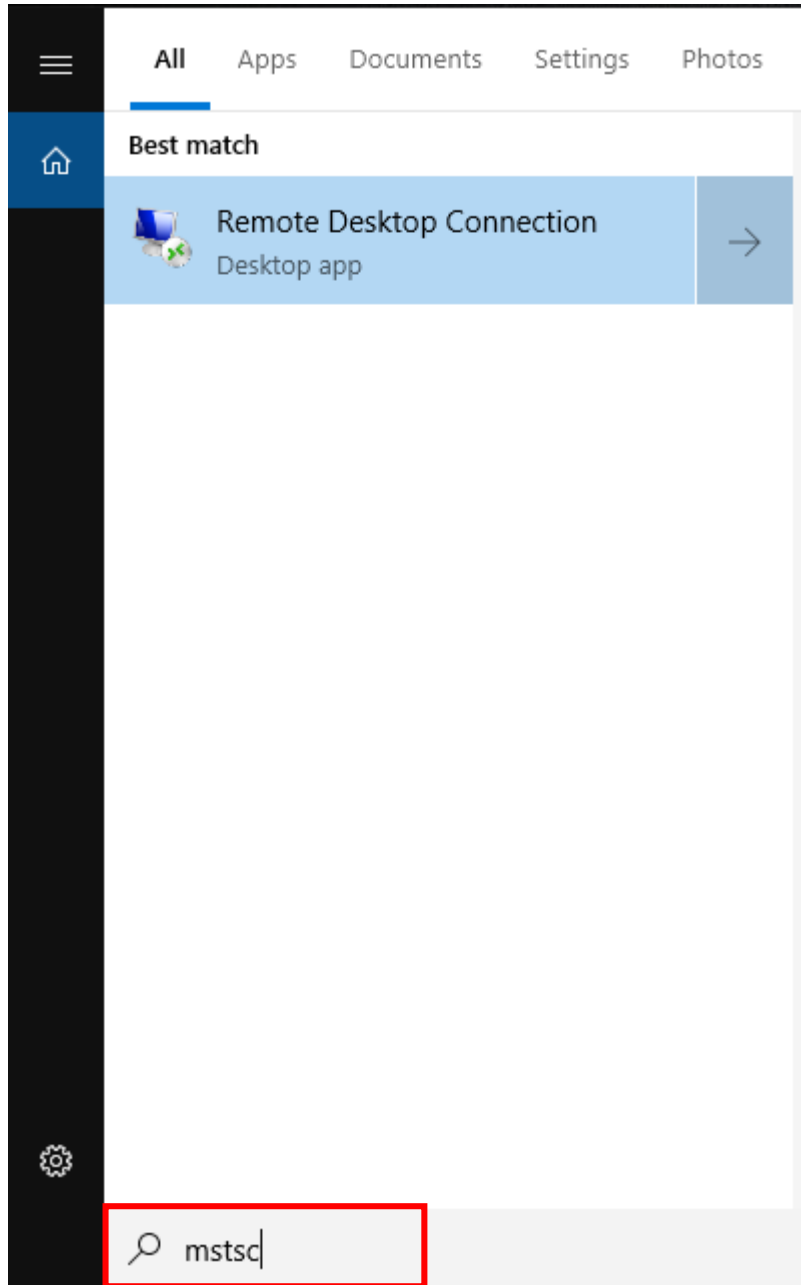 All Apps Documents Settings Photos
Best match
Remote Desktop Connection
Desktop app
mstsc